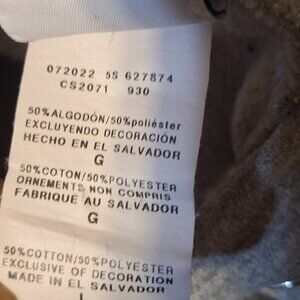 072022 5S 627874
CS2071 930
50%ALGODÓN/50%poliéster
EXCLUYENDO DECORACIÓN
HECHO EN EL SALVADOR
G
50%COTON/50%POLYESTER
ORNEMENTS NON COMPRIS
FABRIQUÉ AU SALVADOR
G
50%COTTON/50%POLYESTER
EXCLUSIVE OF DECORATION
MADE IN EL SALVADOR
L